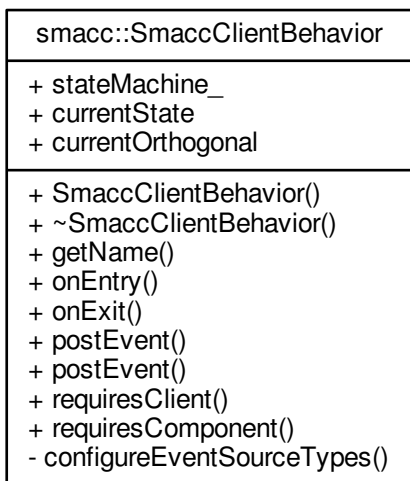 smacc::SmaccClientBehavior
+ stateMachine_
+ currentState
+ currentOrthogonal
+ SmaccClientBehavior()
+ ~SmaccClientBehavior()
+ getName()
+ onEntry()
+ onExit()
+ postEvent()
+ postEvent()
+ requiresClient()
+ requiresComponent()
- configureEventSourceTypes()